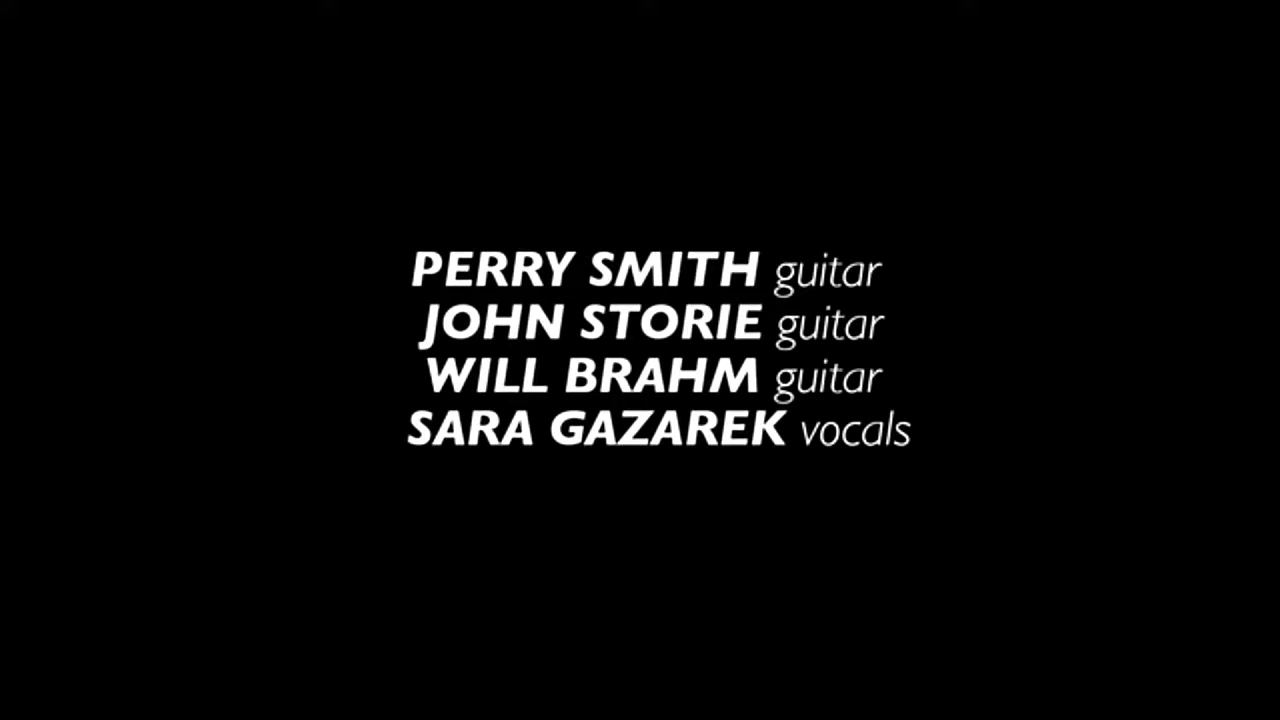 PERRY SMITH guitar
JOHN STORIE guitar
WILL BRAHM guitar
SARA GAZAREK vocals